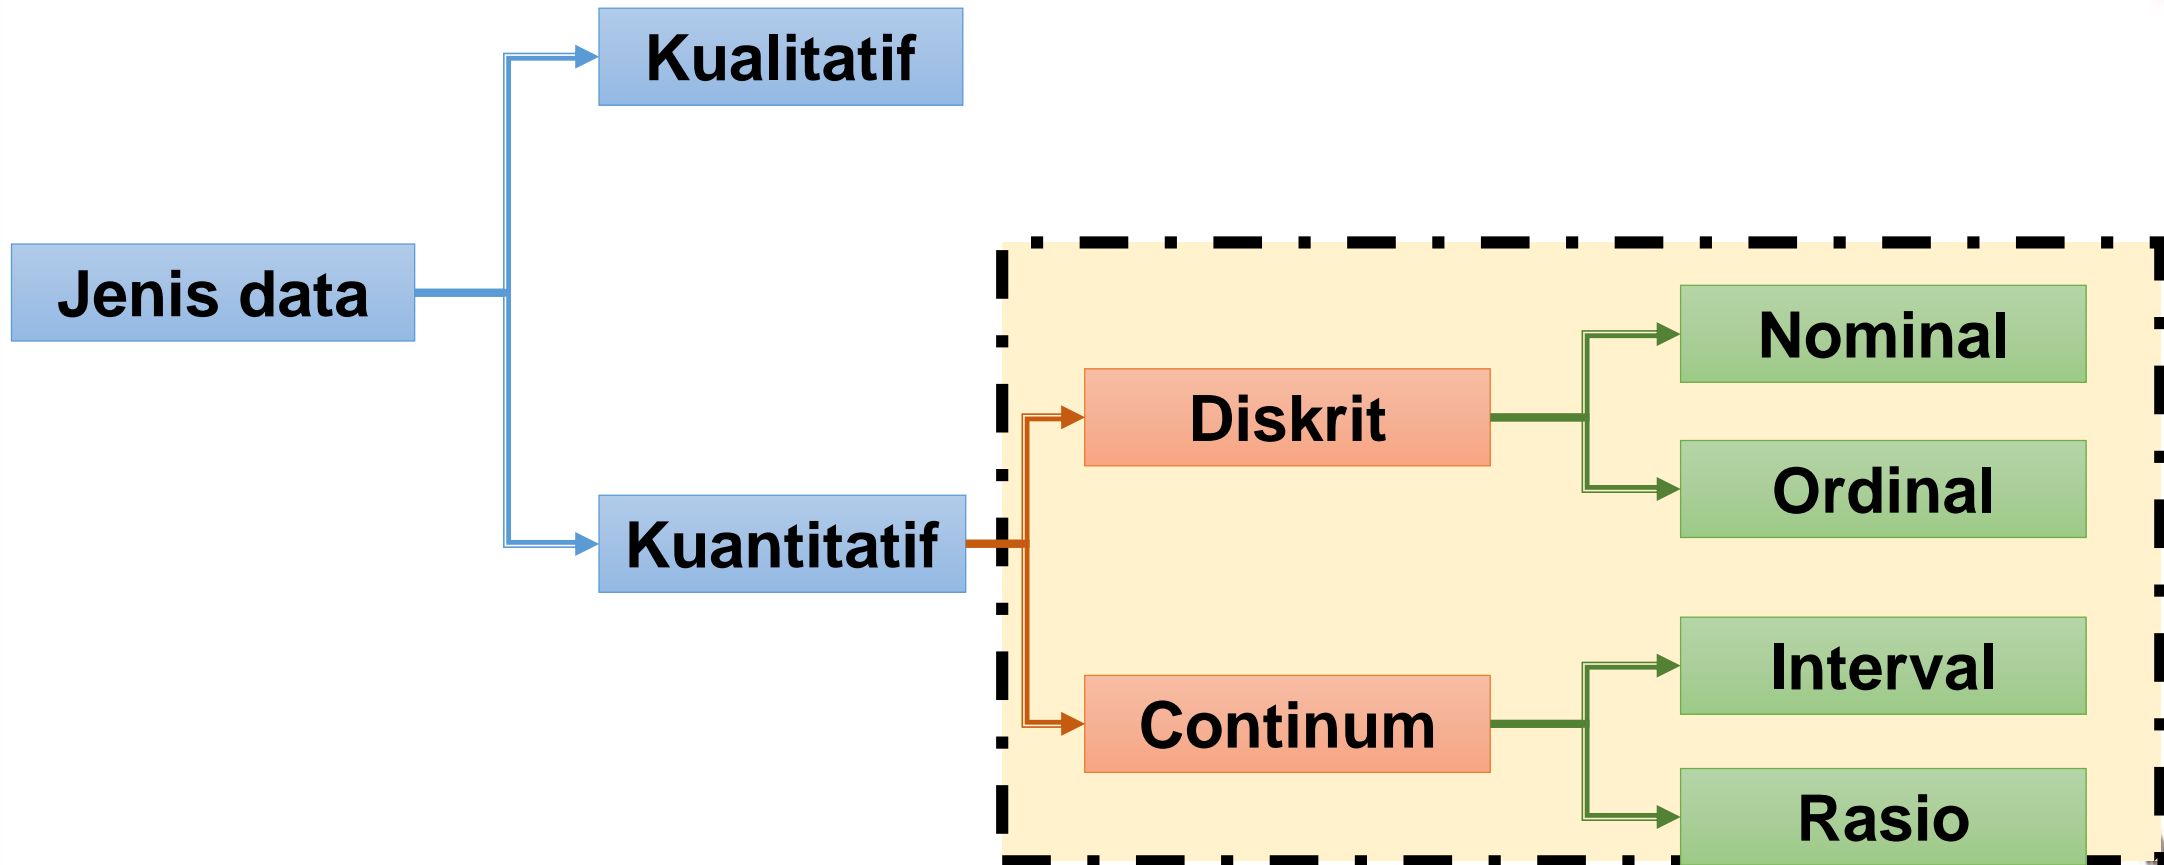 Kualitatif
Jenis data
Kuantitatif
Diskrit
Continum
Nominal
Ordinal
Interval
Rasio